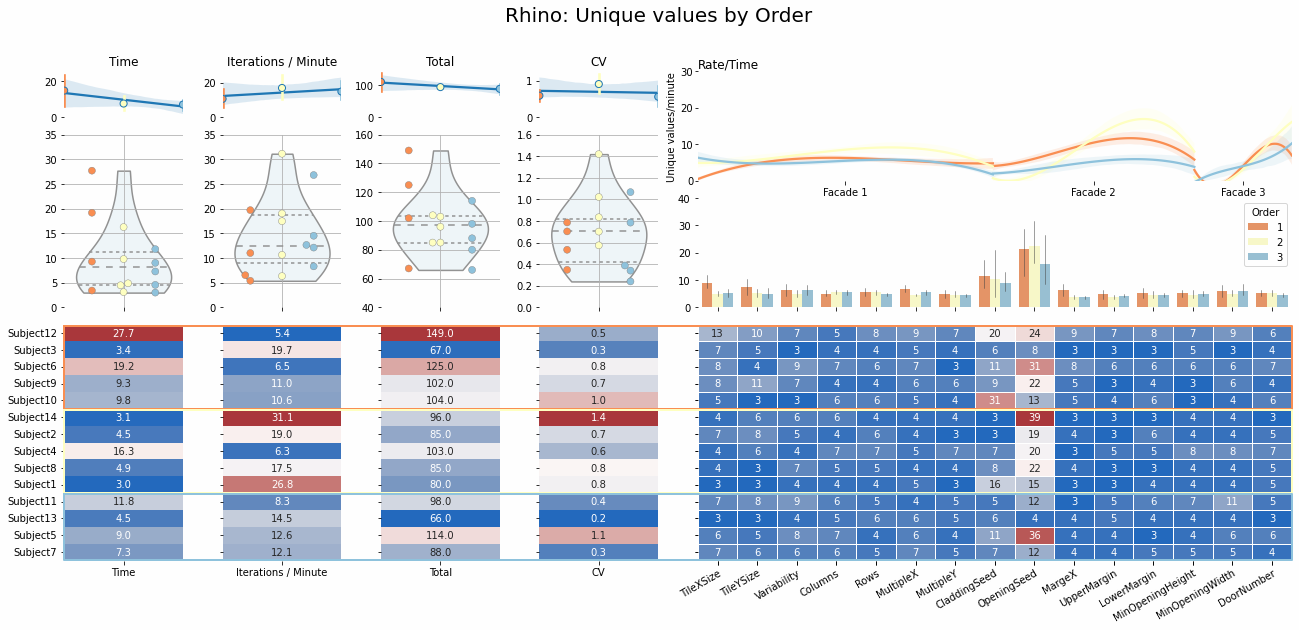 Rhino: Unique values by Order
Time Iterations / Minute Total CV Rate/Time
20 0
20 0
100 0
1 0
Unique values/minute
30 20 10 0
Facade 1 Facade 2 Facade 3
35 30 25 20 15 10 5 0
35 30 25 20 15 10 5 0
160 140 120 100 80 60 40
1.6 1.4 1.2 1.0 0.8 0.6 0.4 0.2 0.0
40 30 20 10 0
Order
1
2
3
Subject12 27.7 5.4 149.0 0.5 13 10 7 5 8 9 7 20 24 9 7 8 7 9 6
Subject3 3.4 19.7 67.0 0.3 7 5 3 4 4 5 4 6 8 3 3 3 5 3 4
Subject6 19.2 6.5 125.0 0.8 8 4 9 7 6 7 3 11 31 8 6 6 6 6 7
Subject9 9.3 11.0 102.0 0.7 8 11 7 4 4 6 6 9 22 5 3 4 3 6 4
Subject10 9.8 10.6 104.0 1.0 5 3 3 6 6 5 4 31 13 5 4 6 3 4 6
Subject14 3.1 31.1 96.0 1.4 4 6 6 6 4 4 4 3 39 3 3 3 4 4 3
Subject2 4.5 19.0 85.0 0.7 7 8 5 4 6 4 3 3 19 4 3 6 4 4 5
Subject4 16.3 6.3 103.0 0.6 4 6 4 7 7 5 7 7 20 3 5 5 8 8 7
Subject8 4.9 17.5 85.0 0.8 4 3 7 5 5 4 4 8 22 4 3 3 4 4 5
Subject1 3.0 26.8 80.0 0.8 3 3 4 4 4 5 3 16 15 3 3 4 4 4 5
Subject11 11.8 8.3 98.0 0.4 7 8 9 6 5 4 5 5 12 3 5 6 7 11 5
Subject13 4.5 14.5 66.0 0.2 3 3 4 5 6 6 5 6 4 4 5 4 4 4 3
Subject5 9.0 12.6 114.0 1.1 6 5 8 7 4 6 4 11 36 4 4 3 4 6 6
Subject7 7.3 12.1 88.0 0.3 7 6 6 6 5 7 5 7 12 4 4 5 5 5 4
Time Iterations / Minute Total CV TileXSize TileYSize Variability Columns Rows MultipleX MultipleY CladdingSeed OpeningSeed MargeX UpperMargin LowerMargin MinOpeningHeight MinOpeningWidth DoorNumber